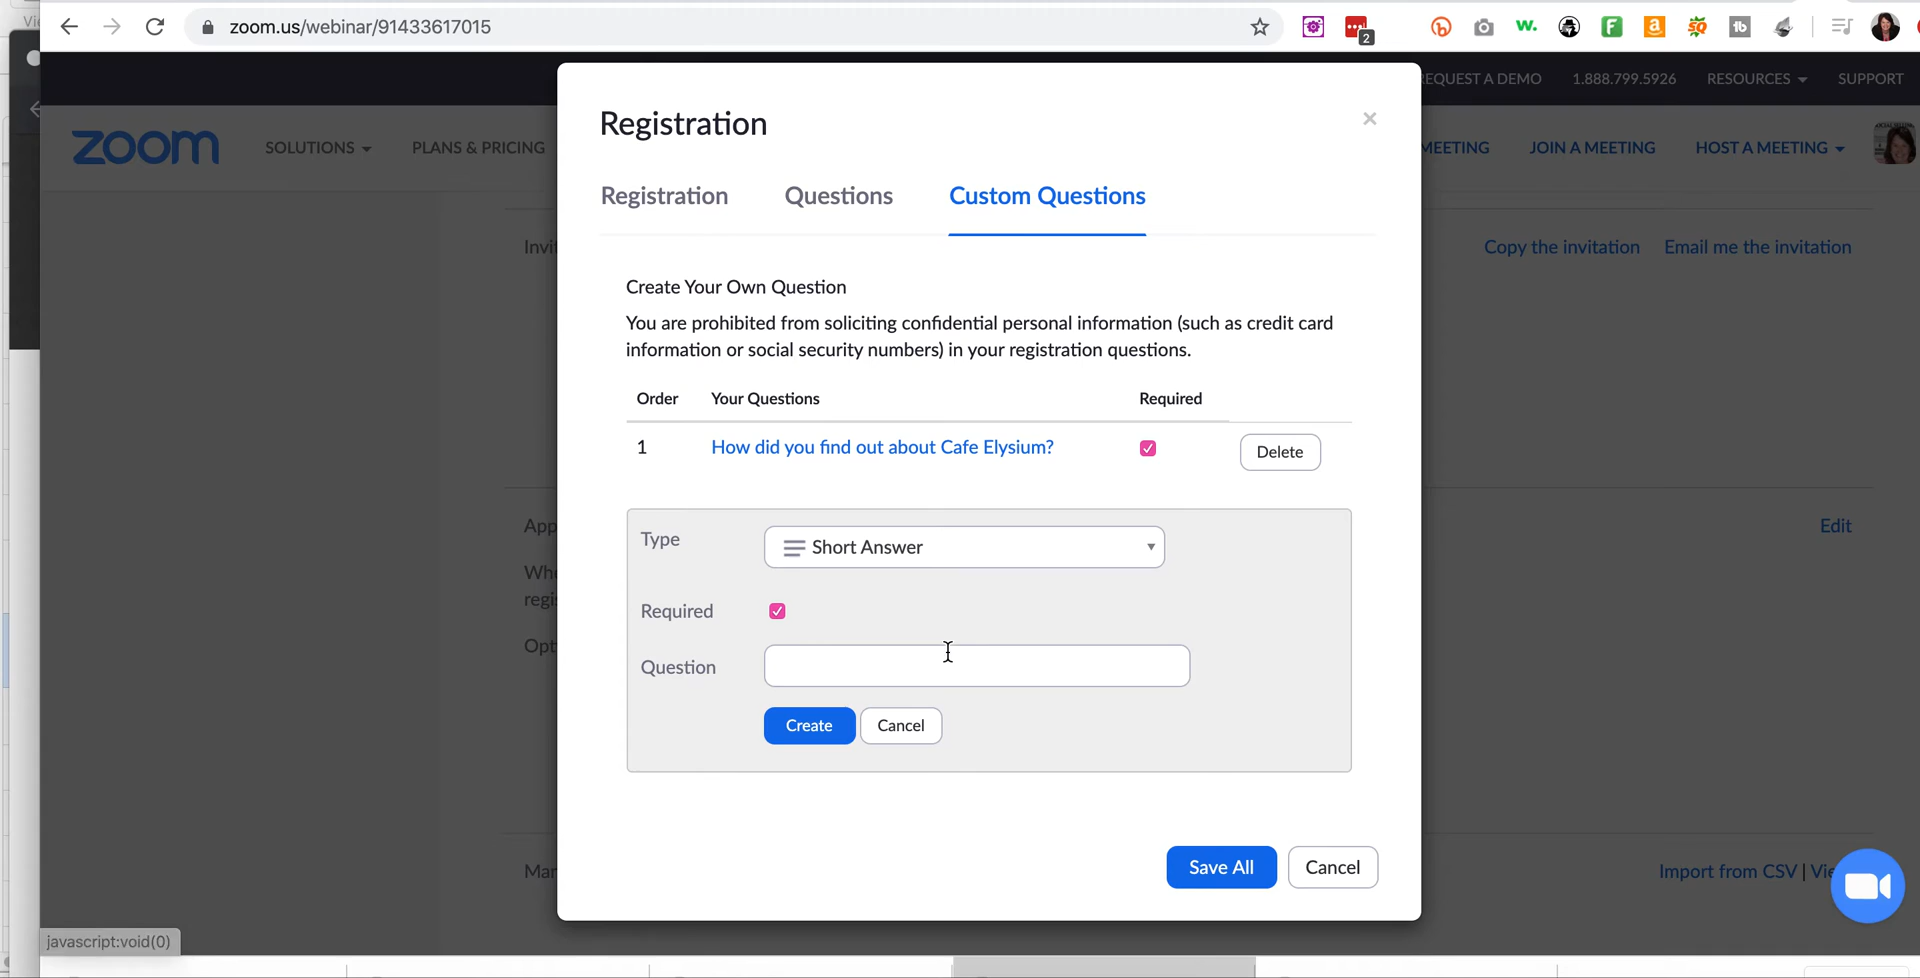 zoom.us/webinar/91433617015
2
REQUEST A DEMO
1.888.799.5926
RESOURCES
SUPPORT
zoom
SOLUTIONS
PLANS & PRICING
MEETING
JOIN A MEETING
HOST A MEETING
Registration
×
Registration
Questions
Custom Questions
Copy the invitation
Email me the invitation
Create Your Own Question
You are prohibited from soliciting confidential personal information (such as credit card
information or social security numbers) in your registration questions.
Order
Your Questions
Required
1
How did you find out about Cafe Elysium?
Delete
Type
Short Answer
Edit
Required
Question
Create
Cancel
Save All
Cancel
Import from CSV |
javascript:void(0)